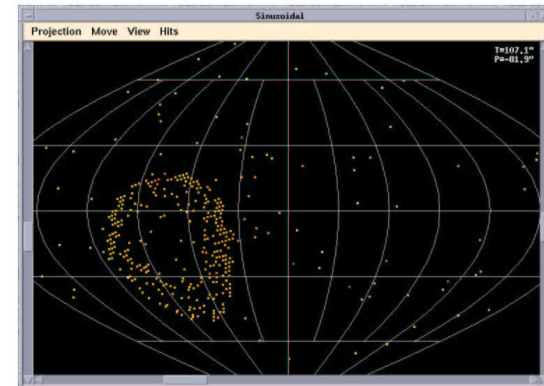 Sinusoidal
Projection Move View Hits
T=107.1°
P=-81.9°